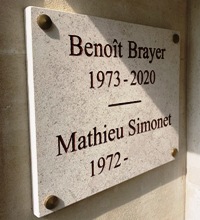 Benoît Brayer
1973 - 2020
Mathieu Simonet
1972 -